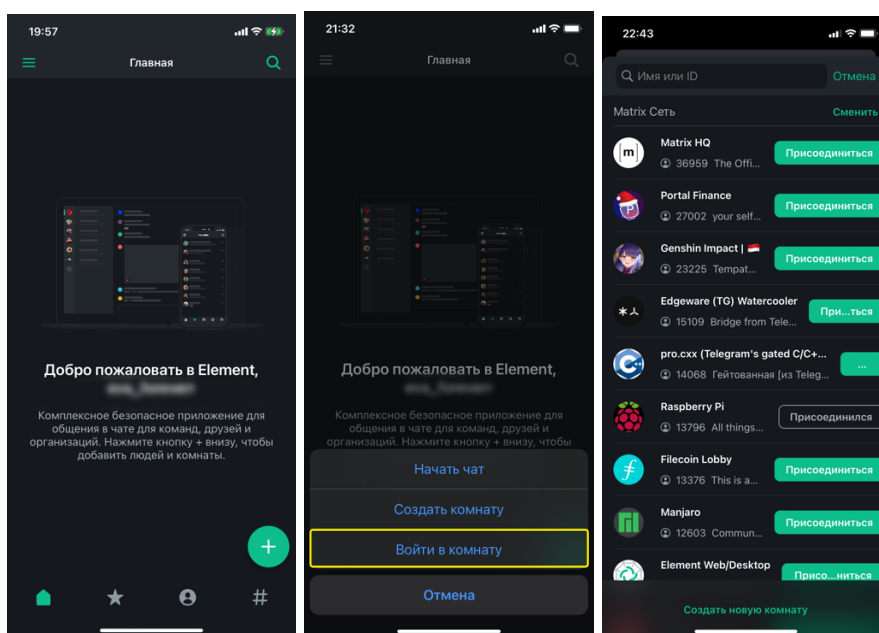 19:57
Главная
Добро пожаловать в Element,
Комплексное безопасное приложение для
общения в чате для команд, друзей и
организаций. Нажмите кнопку + внизу, чтобы
добавить людей и комнаты.
21:32
Главная
Добро пожаловать в Element,
Комплексное безопасное приложение для
общения в чате для команд, друзей и
организаций. Нажмите кнопку + внизу, чтобы
Начать чат
Создать комнату
Войти в комнату
Отмена
22:43
Имя или ID
Отмена
Matrix Сеть
Сменить
Matrix HQ
36959 The Offi...
Присоединиться
Portal Finance
27002 your self...
Присоединиться
Genshin Impact |
23225 Tempat...
Присоединиться
Edgeware (TG) Watercooler
15109 Bridge from Tele...
При...ться
pro.cxx (Telegram's gated C/C+...
14068 Гейтованная [из Teleg...
...
Raspberry Pi
13796 All things...
Присоединился
Filecoin Lobby
13376 This is a...
Присоединиться
Manjaro
12603 Commun...
Присоединиться
Element Web/Desktop
Присо...ниться
Создать новую комнату